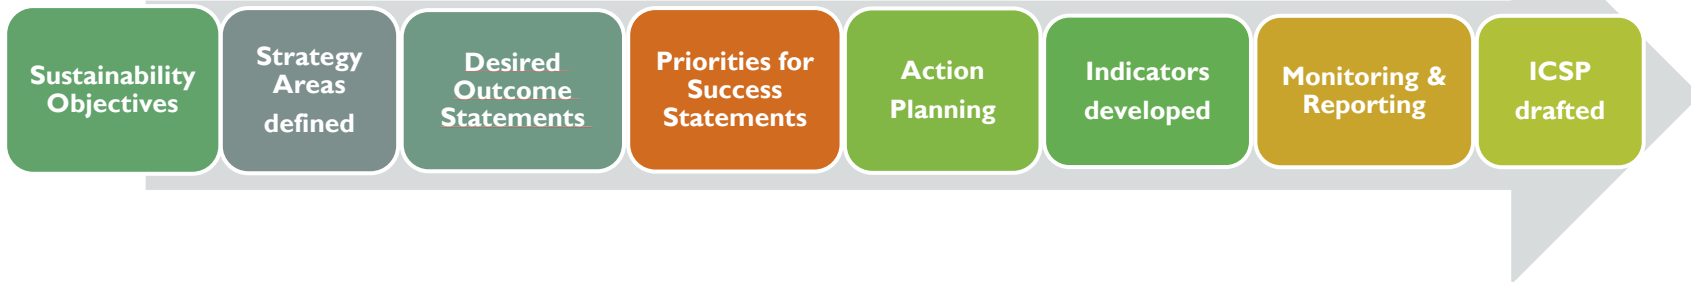 Sustainability
Objectives
Strategy
Areas
defined
Desired
Outcome
Statements
Priorities for
Success
Statements
Action
Planning
Indicators
developed
Monitoring &
Reporting
ICSP
drafted